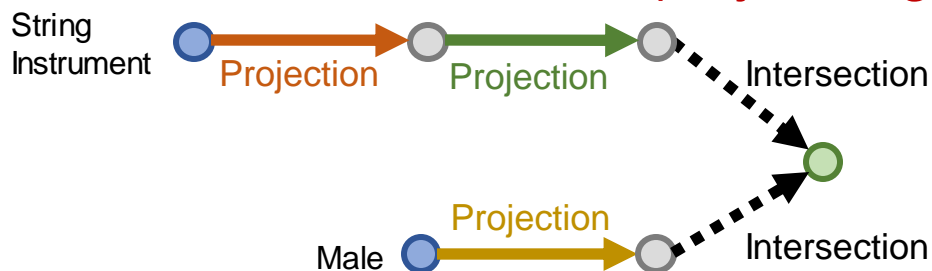 String
Instrument
Projection
Projection
Intersection
Projection
Male
Intersection